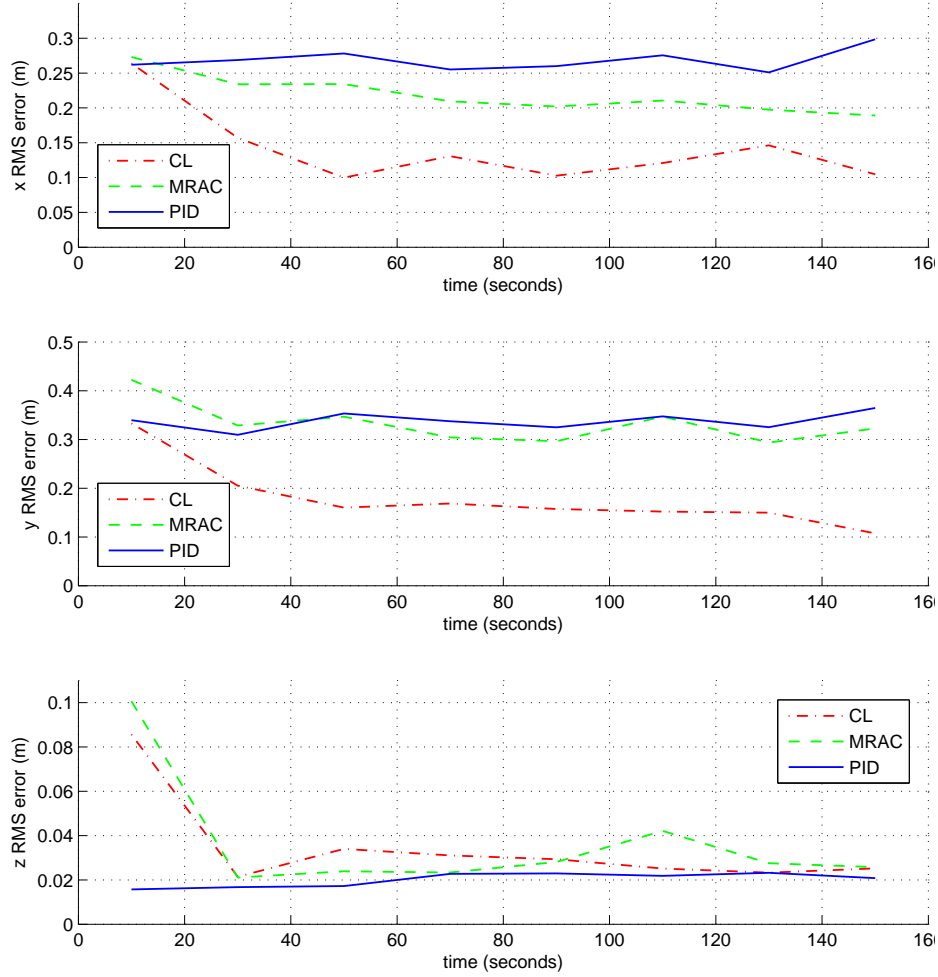 x RMS error (m)
0.3
0.25
0.2
0.15
0.1
0.05
0
CL
MRAC
PID
0 20 40 60 80 100 120 140 160
time (seconds)
y RMS error (m)
0.5
0.4
0.3
0.2
0.1
0
CL
MRAC
PID
0 20 40 60 80 100 120 140 160
time (seconds)
z RMS error (m)
0.1
0.08
0.06
0.04
0.02
0
CL
MRAC
PID
0 20 40 60 80 100 120 140 160
time (seconds)